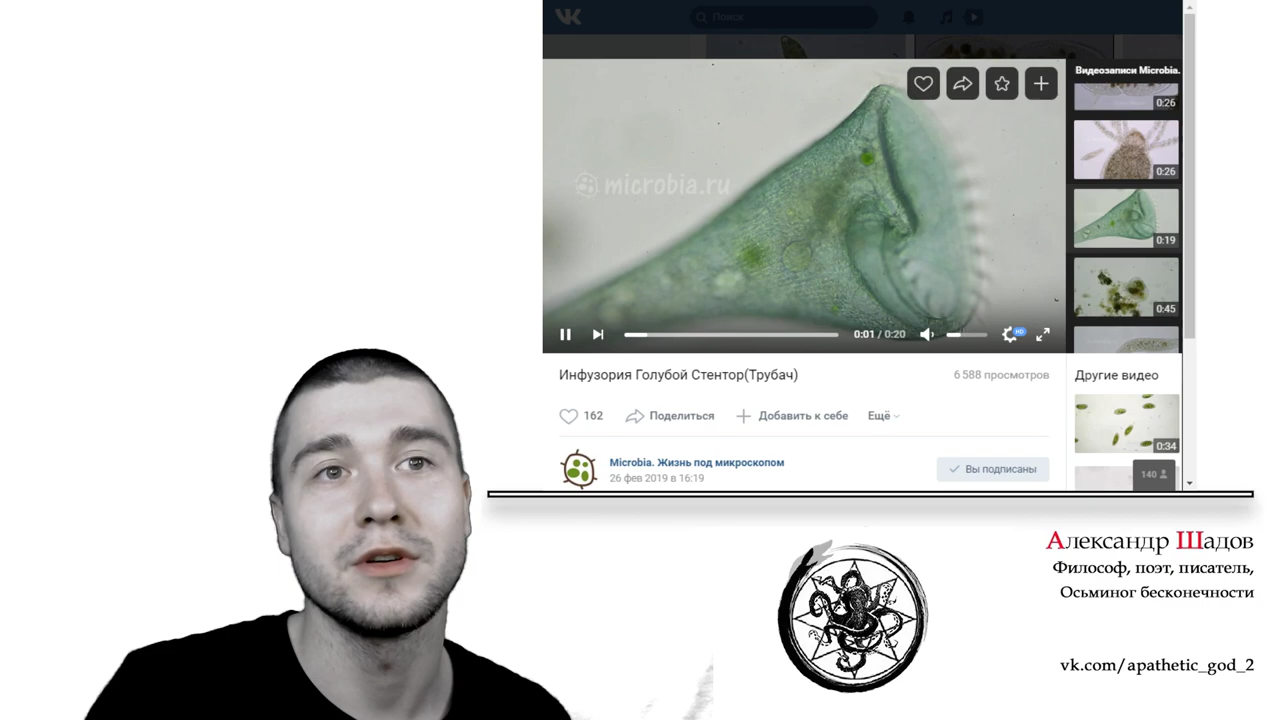 Поиск
Видеозаписи Microbia.
0:26
microbia.ru
0:26
0:19
0:45
0:01 / 0:20
HD
Инфузория Голубой Стентор(Трубач)
6 588 просмотров
Другие видео
162
Поделиться
Добавить к себе
Ещё
0:34
Microbia. Жизнь под микроскопом
26 фев 2019 в 16:19
Вы подписаны
140
Александр Шадов
Философ, поэт, писатель,
Осьминог бесконечности
vk.com/apathetic_god_2